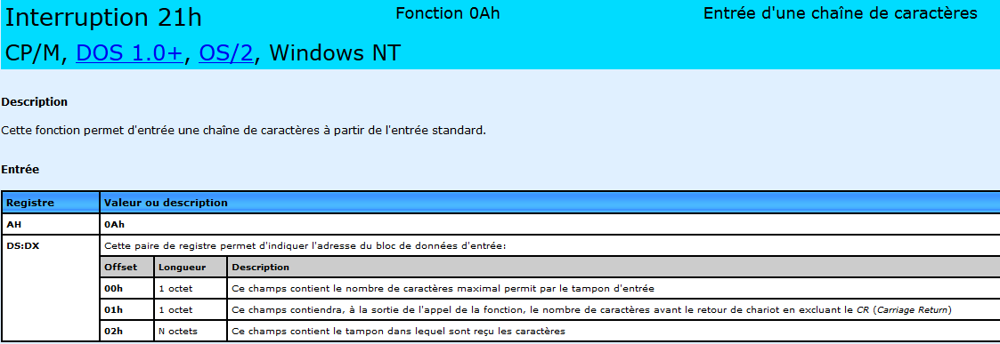 Interruption 21h Fonction 0Ah Entrée d'une chaîne de caractères
CP/M, DOS 1.0+, OS/2, Windows NT
Description
Cette fonction permet d'entrée une chaîne de caractères à partir de l'entrée standard.
Entrée
Registre Valeur ou description
AH 0Ah
DS:DX Cette paire de registre permet d'indiquer l'adresse du bloc de données d'entrée:
Offset Longueur Description
00h 1 octet Ce champs contient le nombre de caractères maximal permit par le tampon d'entrée
01h 1 octet Ce champs contiendra, à la sortie de l'appel de la fonction, le nombre de caractères avant le retour de chariot en excluant le CR (Carriage Return)
02h N octets Ce champs contient le tampon dans lequel sont reçu les caractères